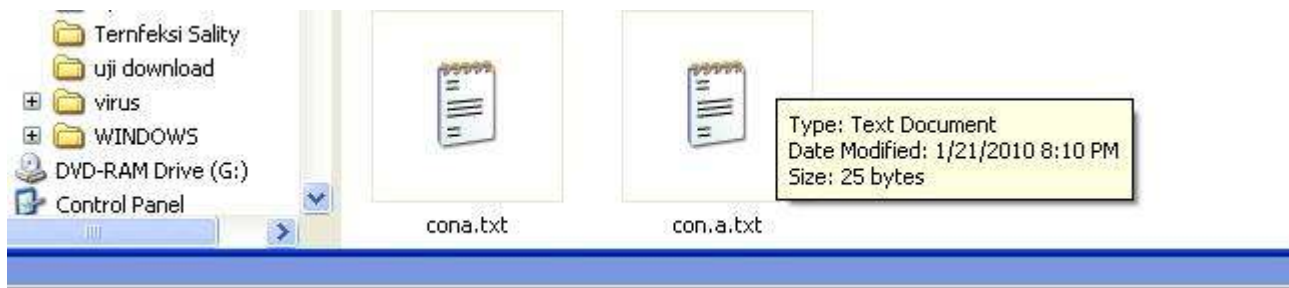 Ternfeksi Sality
uji download
virus
WINDOWS
DVD-RAM Drive (G:)
Control Panel
cona.txt
con.a.txt
Type: Text Document
Date Modified: 1/21/2010 8:10 PM
Size: 25 bytes